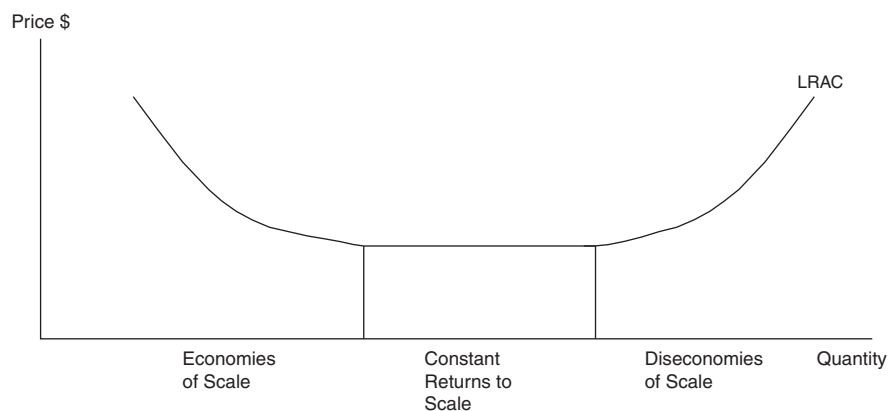 Price $
LRAC
Economies
of Scale
Constant
Returns to
Scale
Diseconomies
of Scale
Quantity